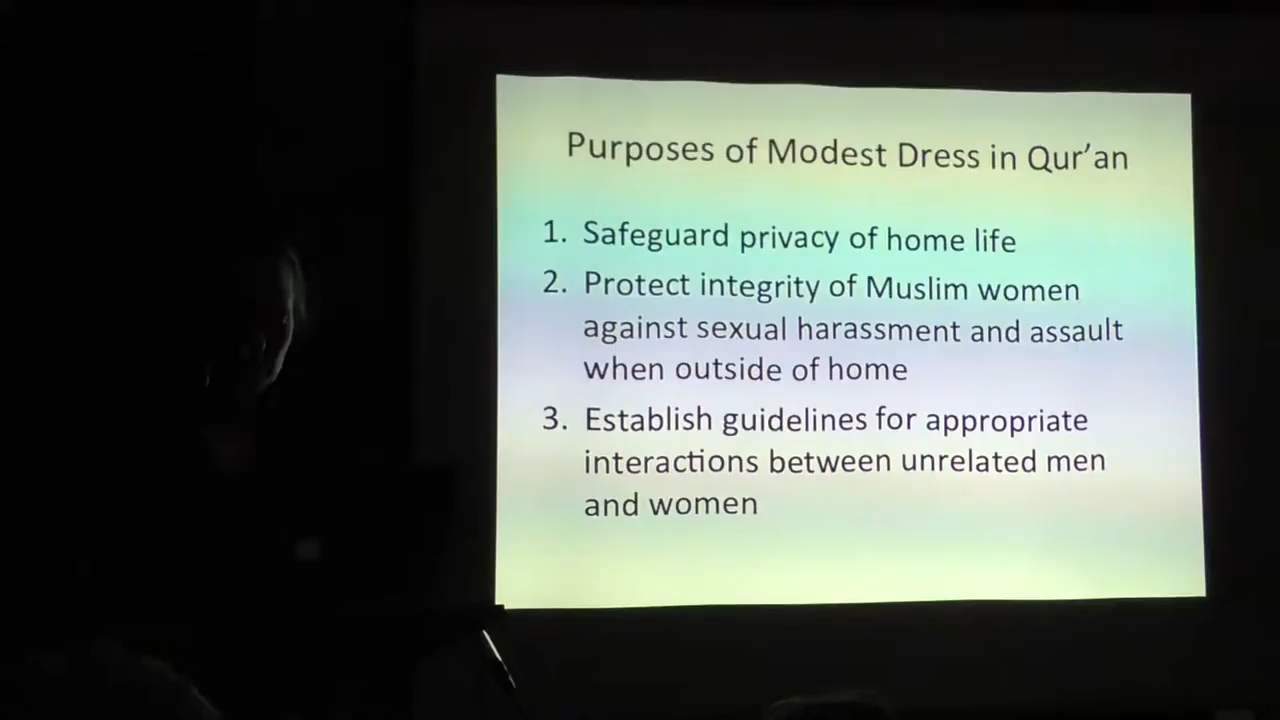 Purposes of Modest Dress in Qur’an
1. Safeguard privacy of home life
2. Protect integrity of Muslim women
against sexual harassment and assault
when outside of home
3. Establish guidelines for appropriate
interactions between unrelated men
and women